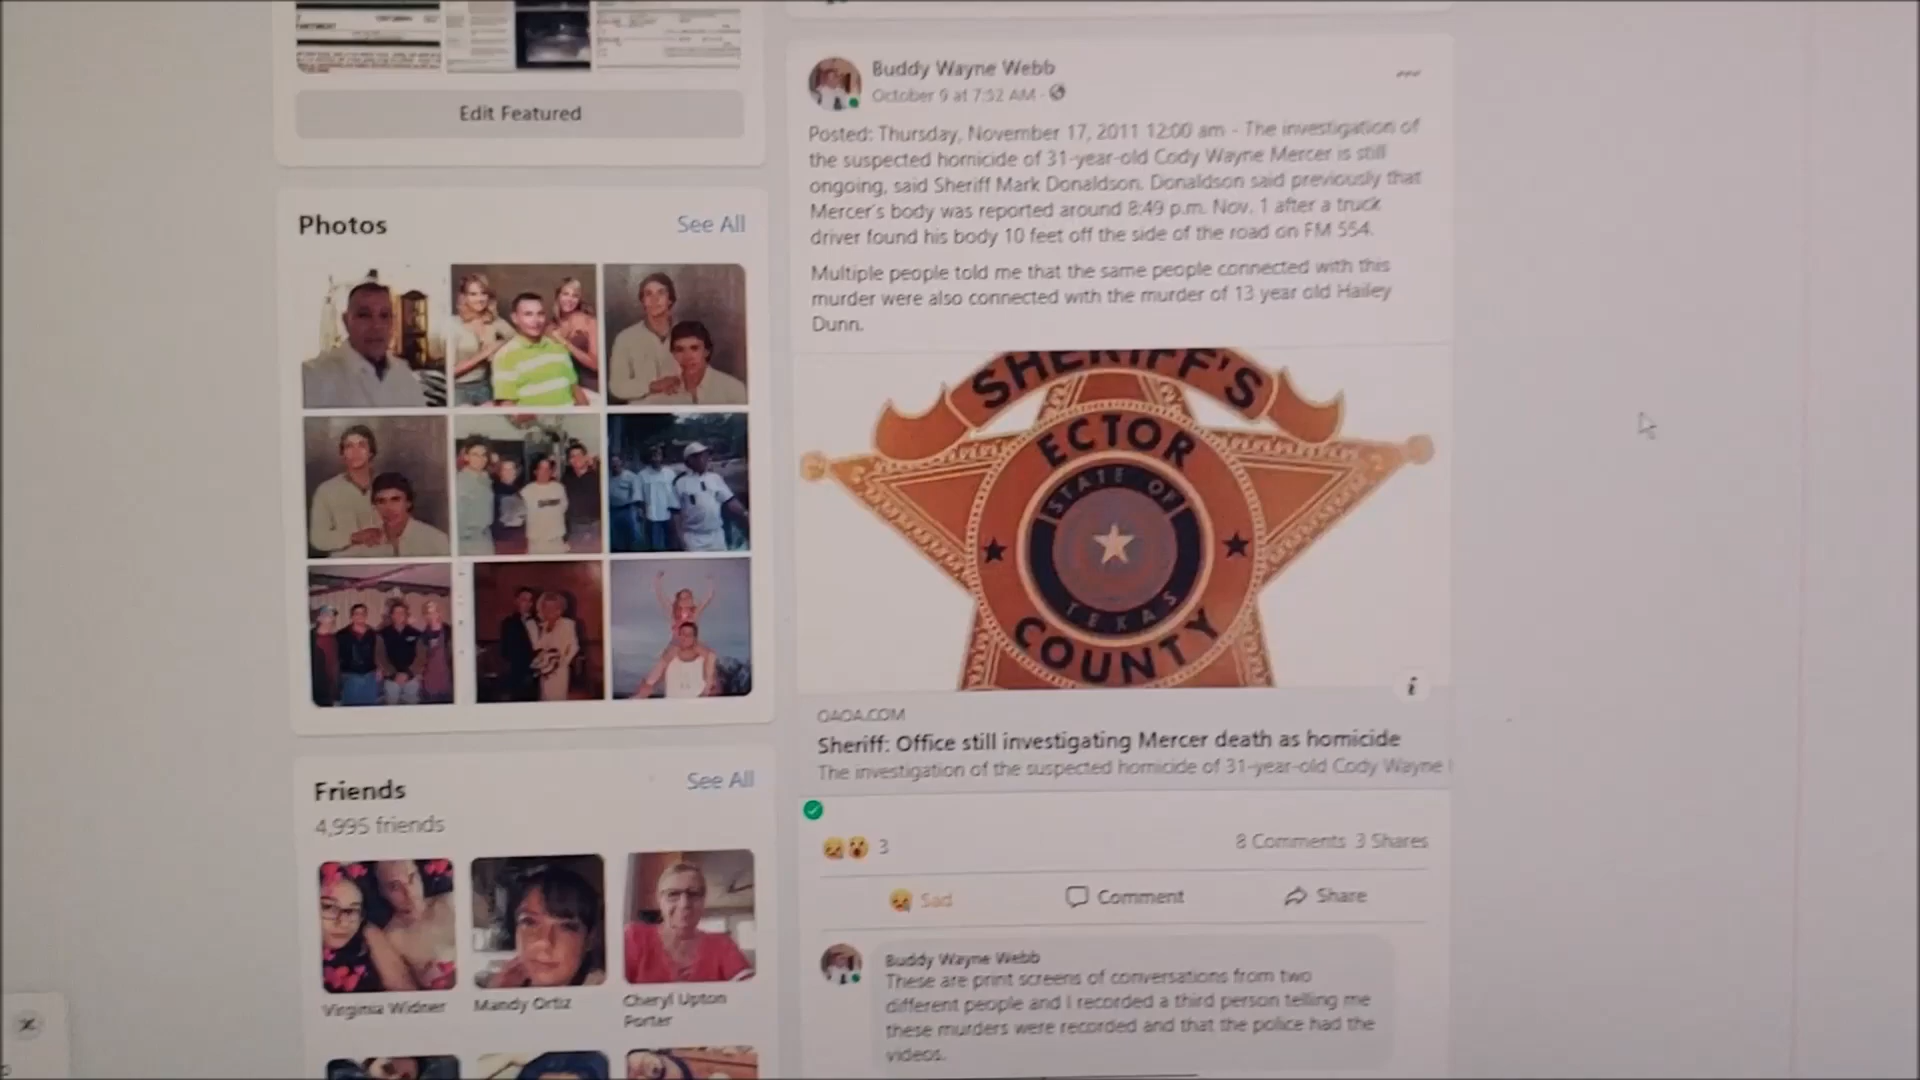 Edit Featured
Photos
See All
Friends
See All
4,995 friends
Virginia Widner
Mandy Ortiz
Cheryl Upton
Porter
Buddy Wayne Webb
October 9 at 7:52 AM
Posted: Thursday, November 17, 2011 12:00 am - The investigation of
the suspected homicide of 31-year-old Cody Wayne Mercer is still
ongoing, said Sheriff Mark Donaldson. Donaldson said previously that
Mercer's body was reported around 8:49 p.m. Nov. 1 after a truck
driver found his body 10 feet off the side of the road on FM 554.
Multiple people told me that the same people connected with this
murder were also connected with the murder of 13 year old Hailey
Dunn.
SHERIFF'S
ECTOR
STATE OF
TEXAS
COUNTY
OAOA.COM
Sheriff: Office still investigating Mercer death as homicide
The investigation of the suspected homicide of 31-year-old Cody Wayne
3
8 Comments 3 Shares
Sad
Comment
Share
Buddy Wayne Webb
These are print screens of conversations from two
different people and I recorded a third person telling me
these murders were recorded and that the police had the
videos.